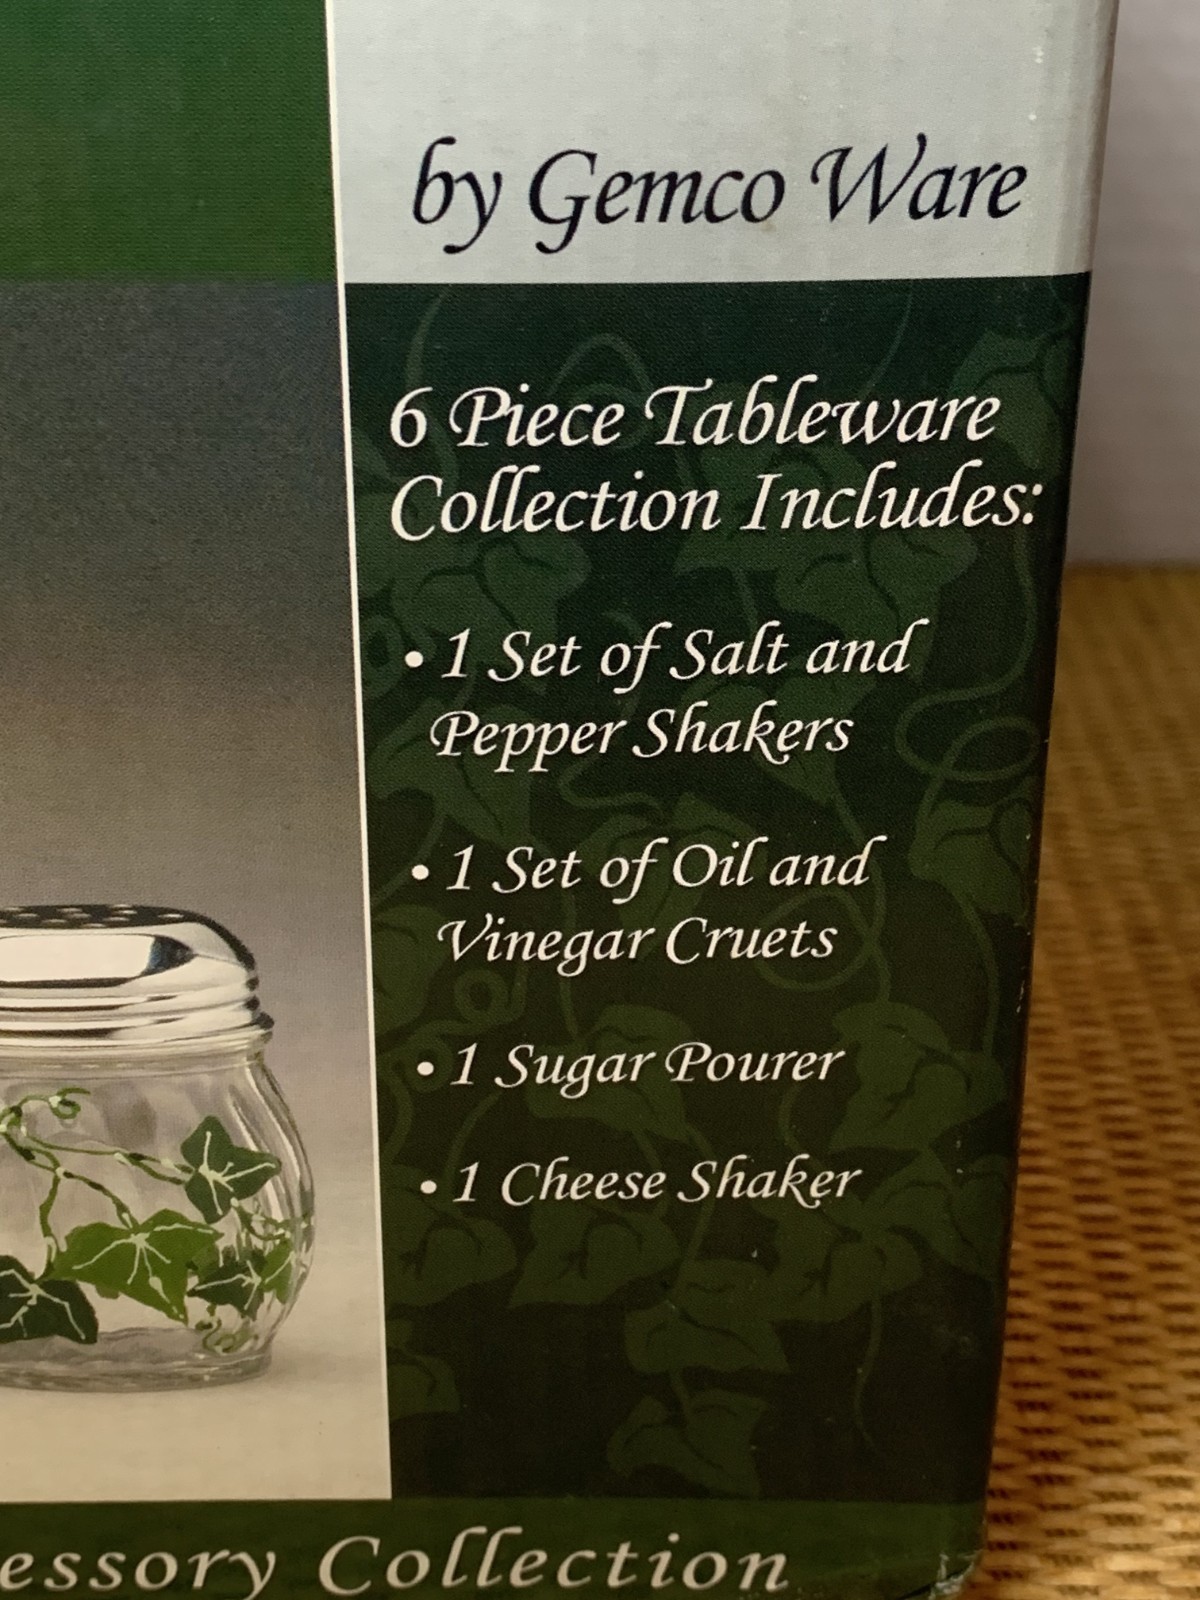 by Gemco Ware
6 Piece Tableware
Collection Includes:
• 1 Set of Salt and
Pepper Shakers
• 1 Set of Oil and
Vinegar Cruets
• 1 Sugar Pourer
• 1 Cheese Shaker
essory Collection